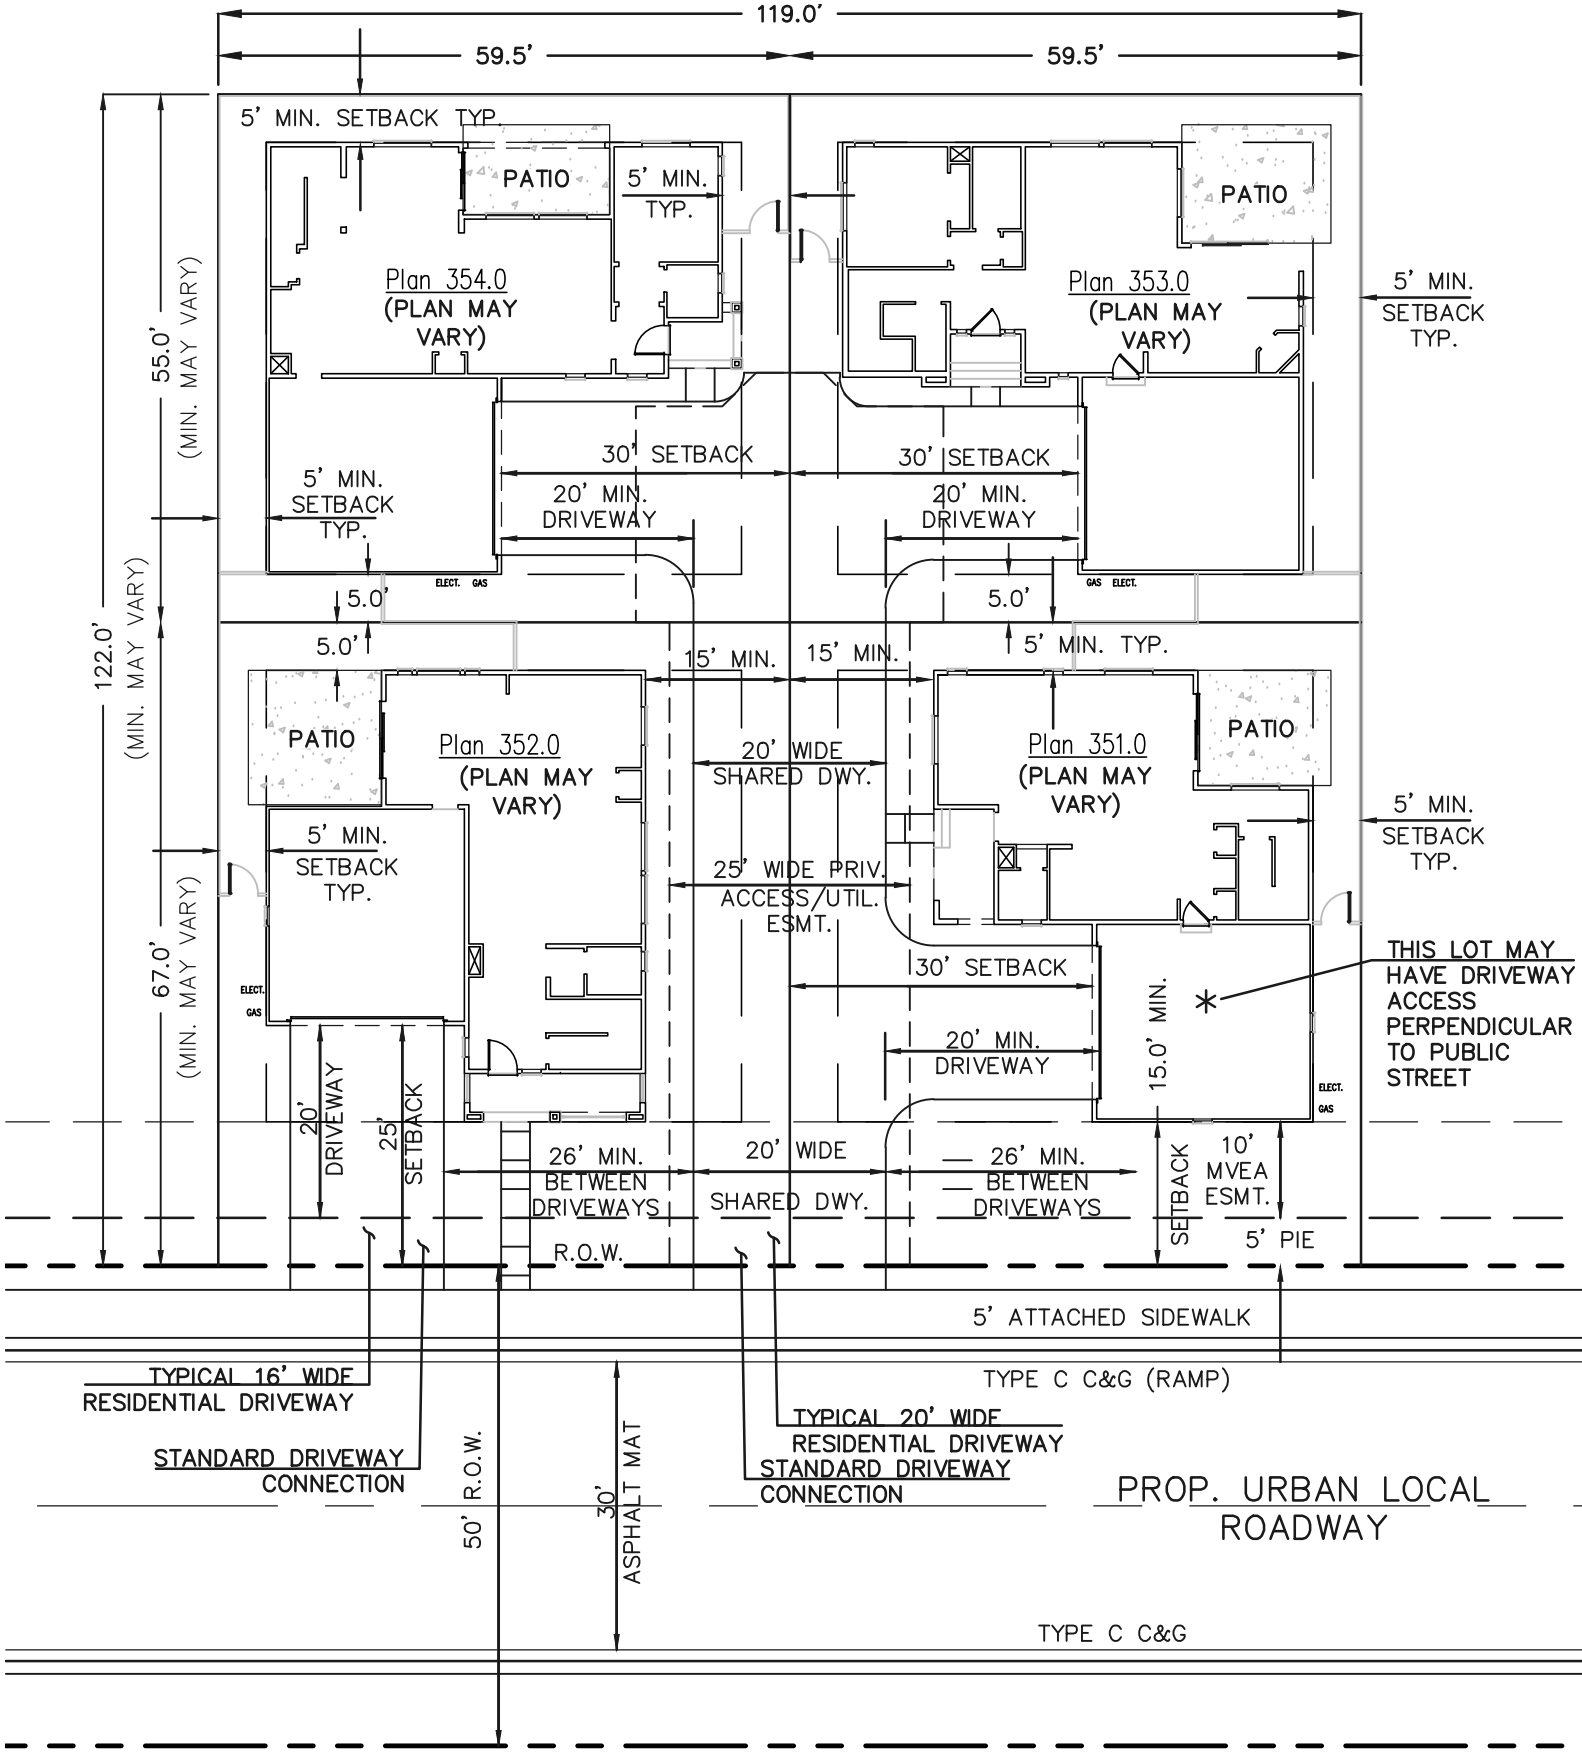 119.0'
59.5'
59.5'
5' MIN. SETBACK TYP.
PATIO
5' MIN.
TYP.
PATIO
Plan 354.0
(PLAN MAY
VARY)
Plan 353.0
(PLAN MAY
VARY)
5' MIN.
SETBACK
TYP.
55.0'
(MIN. MAY VARY)
30' SETBACK
30' SETBACK
5' MIN.
SETBACK
TYP.
20' MIN.
DRIVEWAY
20' MIN.
DRIVEWAY
ELECT.
GAS
GAS
ELECT.
5.0'
5.0'
122.0'
(MIN. MAY VARY)
5.0'
15' MIN.
15' MIN.
5' MIN. TYP.
PATIO
Plan 352.0
(PLAN MAY
VARY)
20' WIDE
SHARED DWY.
Plan 351.0
(PLAN MAY
VARY)
PATIO
5' MIN.
SETBACK
TYP.
5' MIN.
SETBACK
TYP.
25' WIDE PRIV.
ACCESS/UTIL.
ESMT.
67.0'
(MIN. MAY VARY)
30' SETBACK
THIS LOT MAY
HAVE DRIVEWAY
ACCESS
PERPENDICULAR
TO PUBLIC
STREET
ELECT.
GAS
*
15.0' MIN.
SETBACK
20' MIN.
DRIVEWAY
ELECT.
GAS
20'
DRIVEWAY
25'
SETBACK
26' MIN.
BETWEEN
DRIVEWAYS
20' WIDE
SHARED DWY.
26' MIN.
BETWEEN
DRIVEWAYS
10'
MVEA
ESMT.
5' PIE
R.O.W.
5' ATTACHED SIDEWALK
TYPICAL 16' WIDE
RESIDENTIAL DRIVEWAY
TYPE C C&G (RAMP)
STANDARD DRIVEWAY
CONNECTION
TYPICAL 20' WIDE
RESIDENTIAL DRIVEWAY
STANDARD DRIVEWAY
CONNECTION
50' R.O.W.
30'
ASPHALT MAT
PROP. URBAN LOCAL
ROADWAY
TYPE C C&G